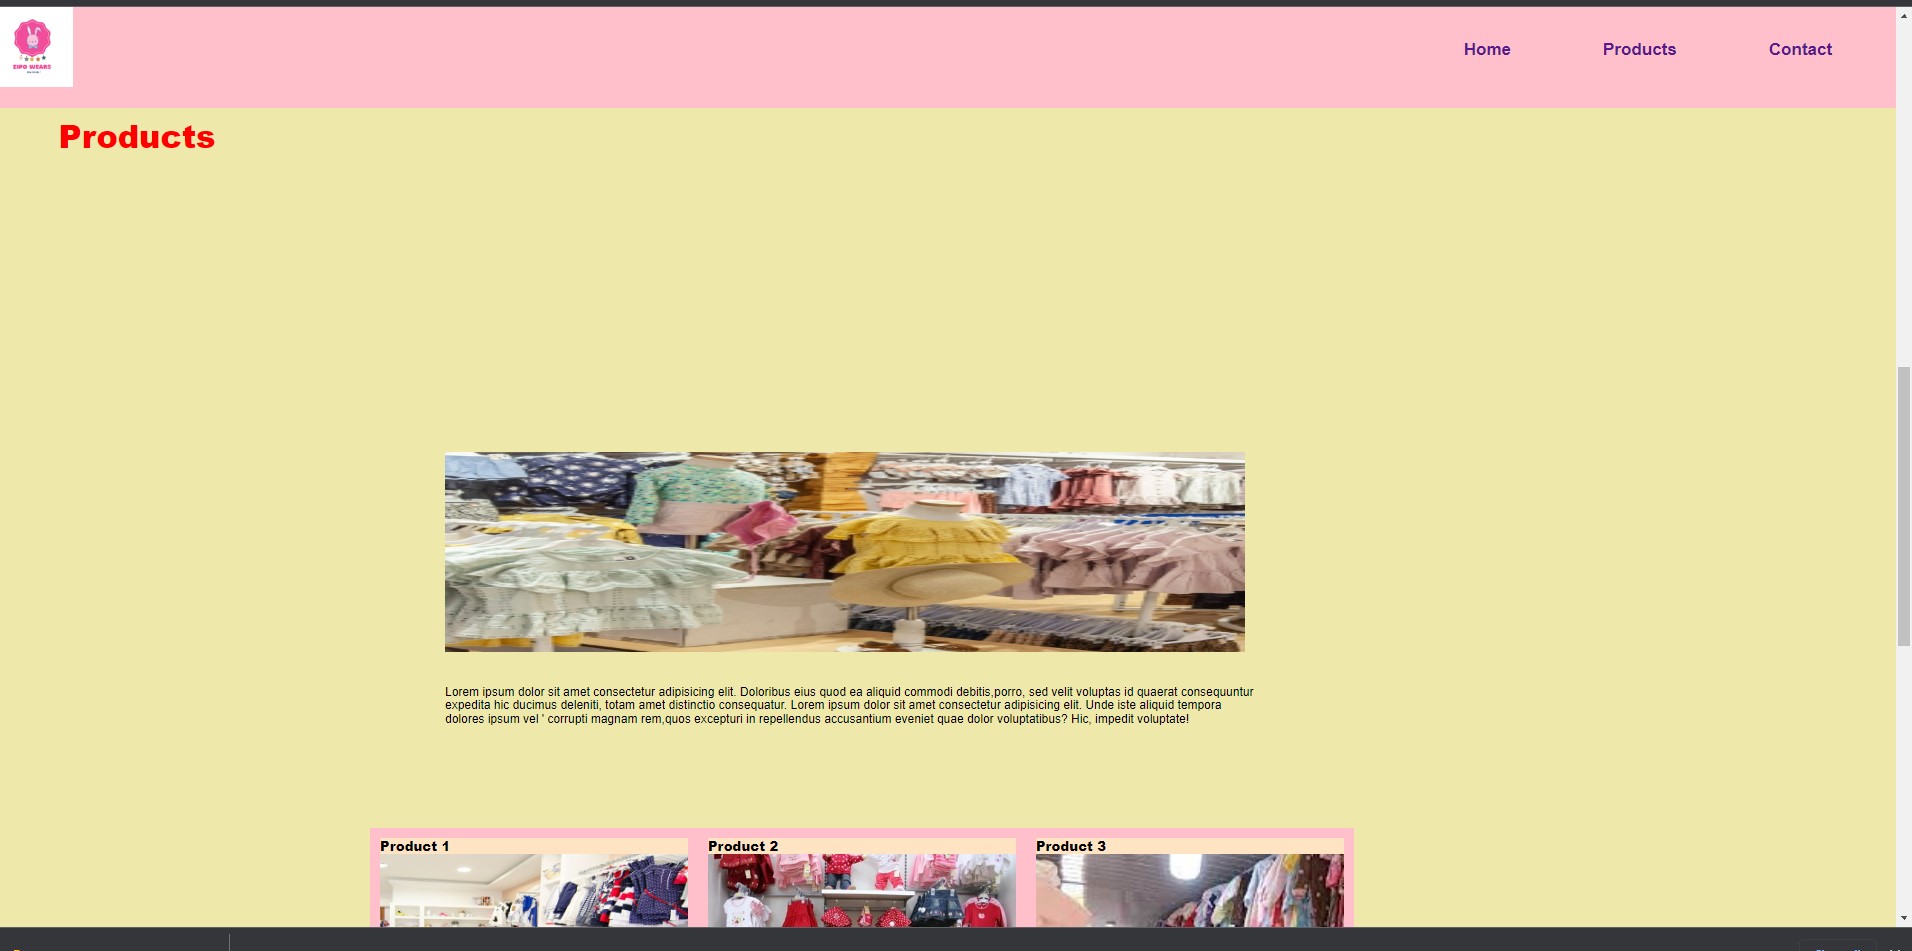 EIPO WEARS
Home
Products
Contact
Products
Lorem ipsum dolor sit amet consectetur adipisicing elit. Doloribus eius quod ea aliquid commodi debitis,porro, sed velit voluptas id quaerat consequuntur
expedita hic ducimus deleniti, totam amet distinctio consequatur. Lorem ipsum dolor sit amet consectetur adipisicing elit. Unde iste aliquid tempora
dolores ipsum vel ' corrupti magnam rem,quos excepturi in repellendus accusantium eveniet quae dolor voluptatibus? Hic, impedit voluptate!
Product 1
Product 2
Product 3